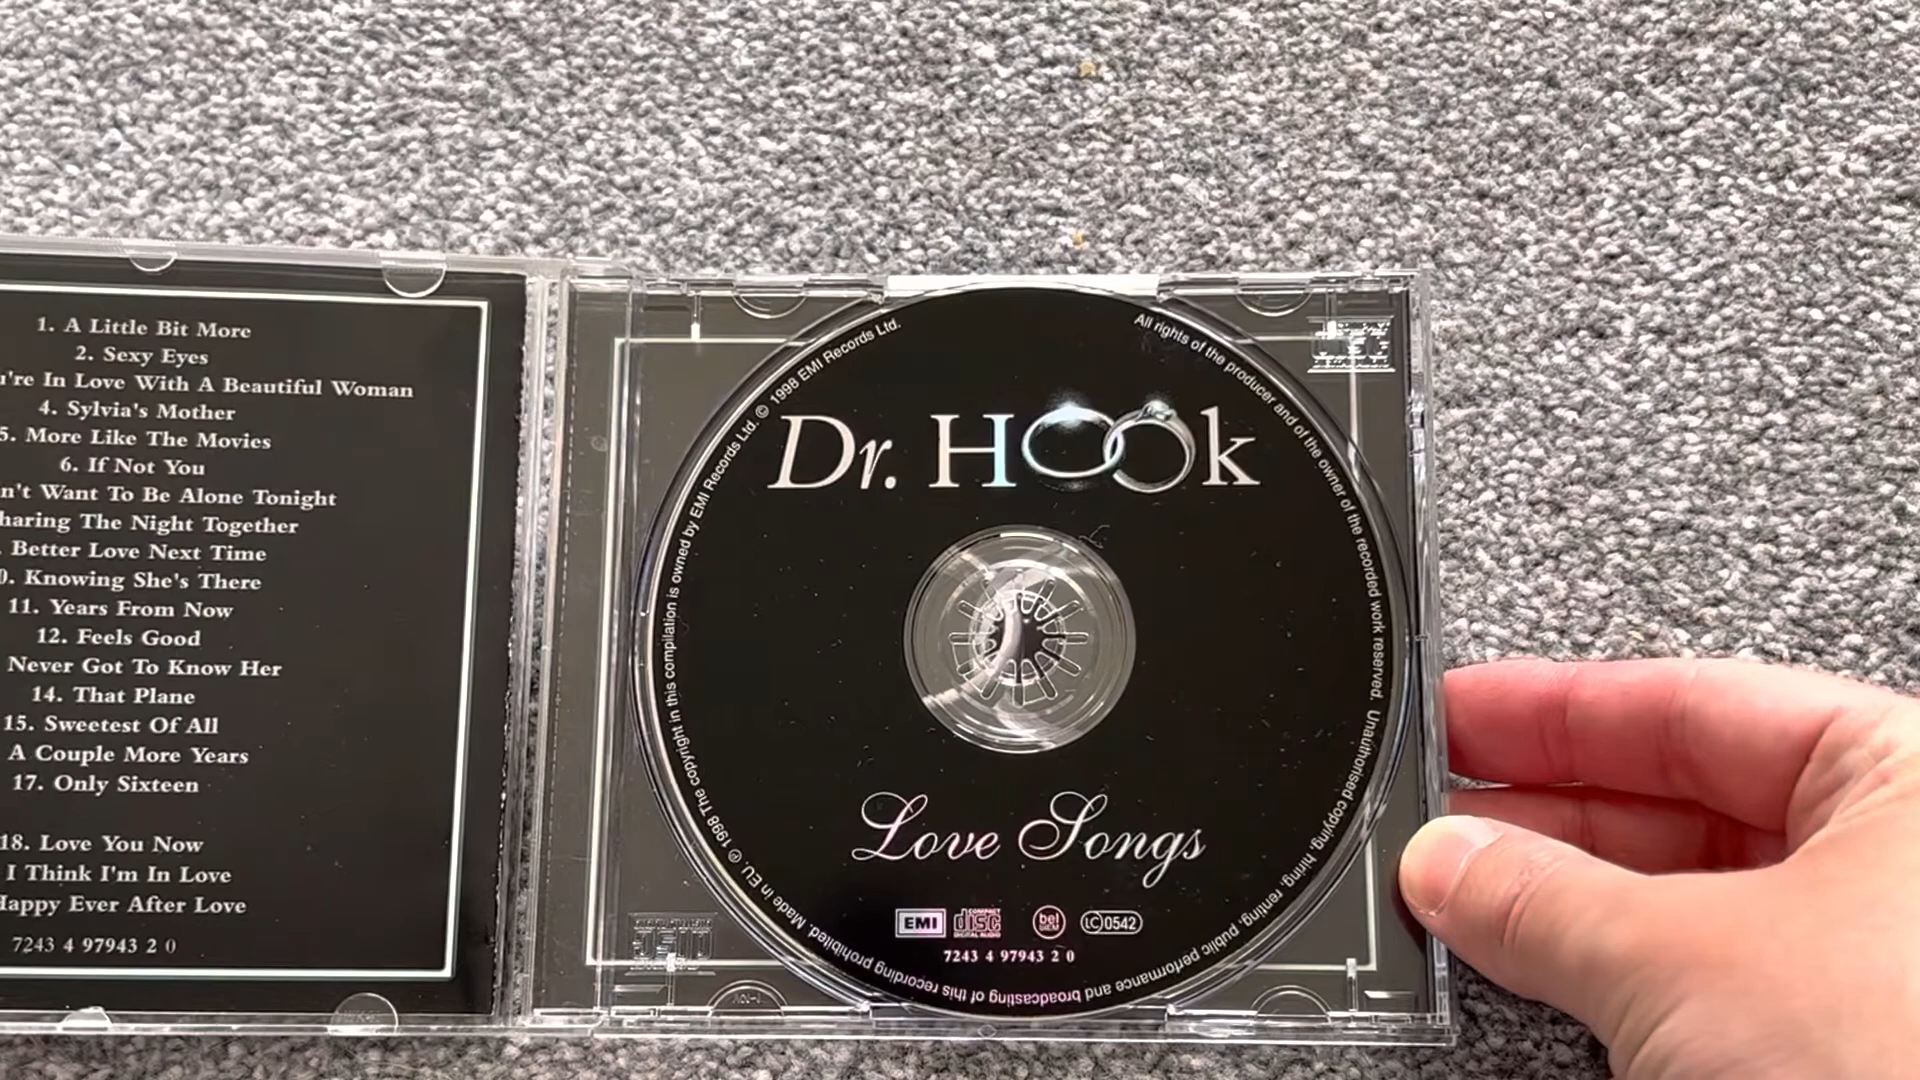 1. A Little Bit More
2. Sexy Eyes
u're In Love With A Beautiful Woman
4. Sylvia's Mother
5. More Like The Movies
6. If Not You
n't Want To Be Alone Tonight
haring The Night Together
. Better Love Next Time
0. Knowing She's There
11. Years From Now
12. Feels Good
Never Got To Know Her
14. That Plane
15. Sweetest Of All
A Couple More Years
17. Only Sixteen
18. Love You Now
I Think I'm In Love
Happy Ever After Love
7243 4 97943 2 0
Dr. Hook
Love Songs
EMI
COMPACT
disc
DIGITAL AUDIO
bel
BIEM
LC 0542
7243 4 97943 2 0
Made in EU. ℗ 1998 The copyright in this compilation is owned by EMI Records Ltd. © 1998 EMI Records Ltd.
All rights of the producer and of the owner of the recorded work reserved. Unauthorised copying, hiring, renting, public performance and broadcasting of this recording prohibited.